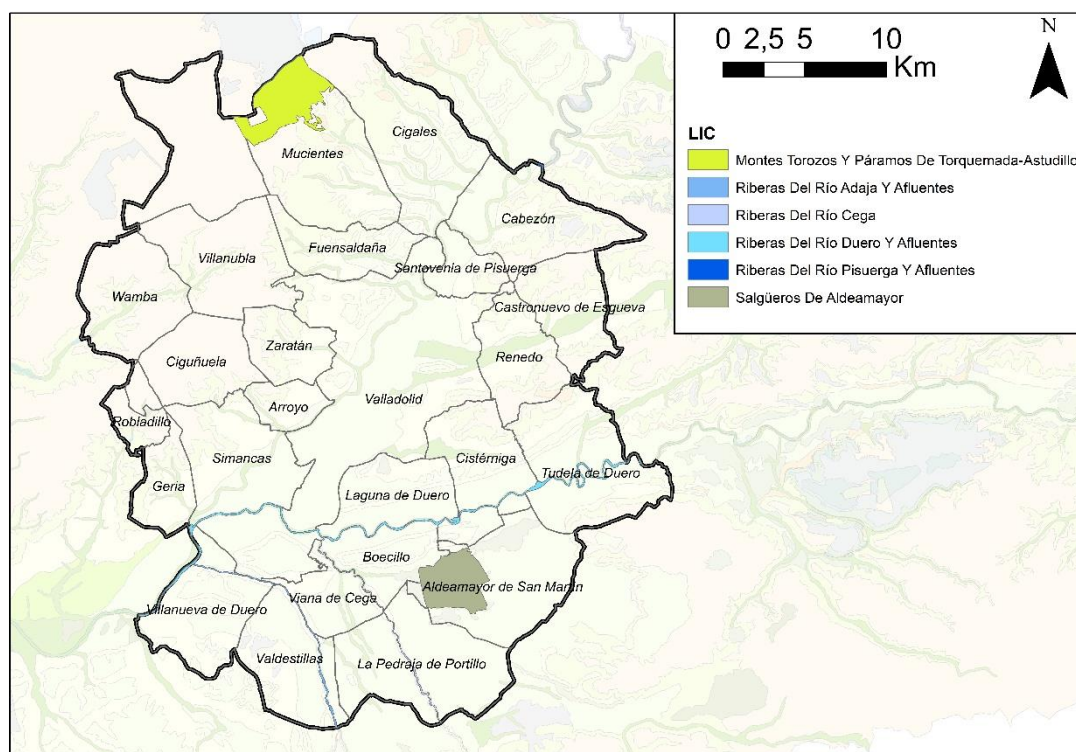 N
0 2,5 5 10
Km
LIC
Montes Torozos Y Páramos De Torquemada-Astudillo
Riberas Del Río Adaja Y Afluentes
Riberas Del Río Cega
Riberas Del Río Duero Y Afluentes
Riberas Del Río Pisuerga Y Afluentes
Salgüeros De Aldeamayor
Cigales
Mucientes
Cabezón
Fuensaldaña
Villanubla
Santovenia de Pisuerga
Wamba
Castronuevo de Esgueva
Zaratán
Renedo
Ciguñuela
Valladolid
Arroyo
Robladillo
Simancas
Cistérniga
Tudela de Duero
Geria
Laguna de Duero
Boecillo
Aldeamayor de San Martín
Viana de Cega
Villanueva de Duero
Valdestillas
La Pedraja de Portillo